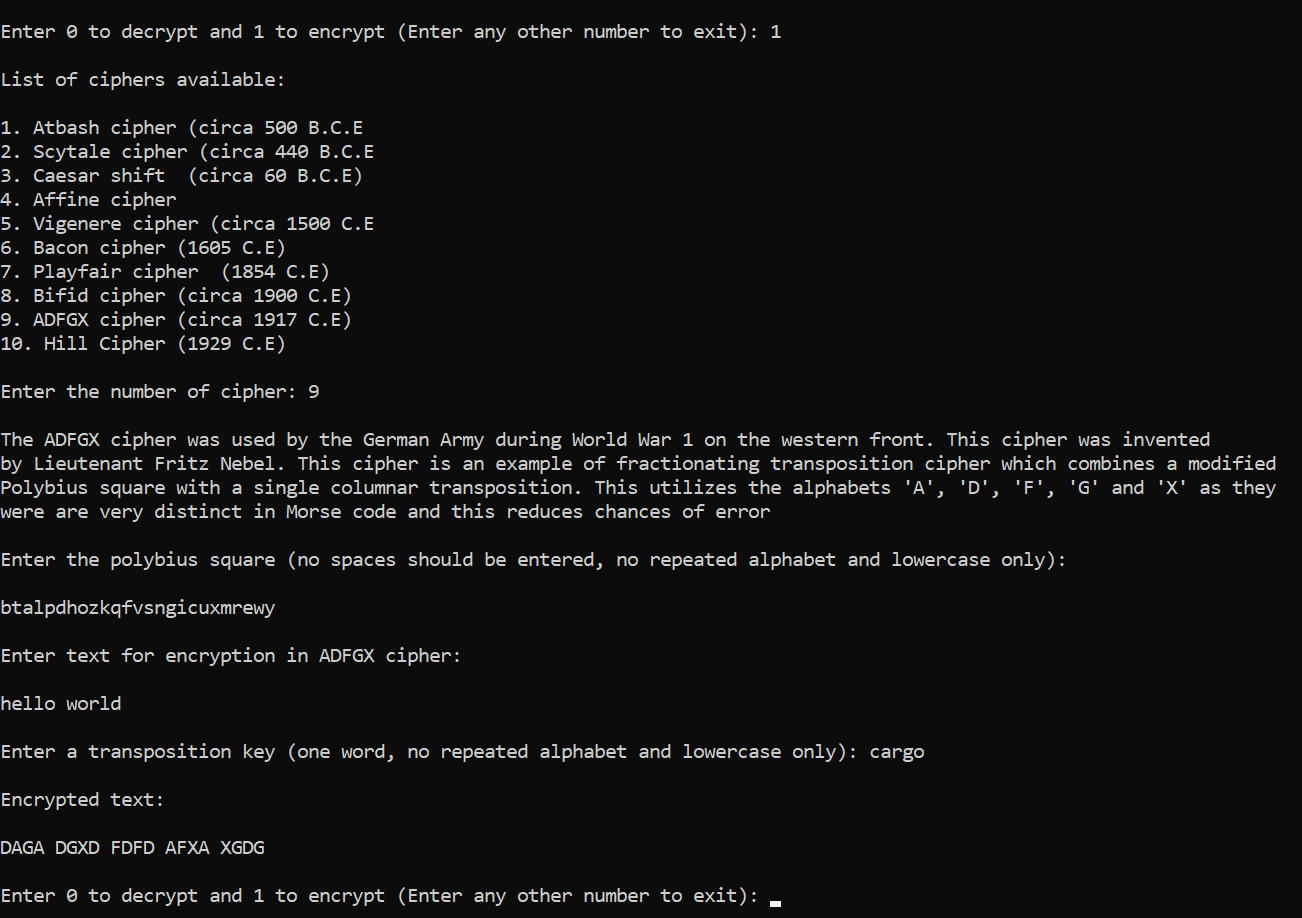 Enter 0 to decrypt and 1 to encrypt (Enter any other number to exit): 1
List of ciphers available:
1. Atbash cipher (circa 500 B.C.E
2. Scytale cipher (circa 440 B.C.E
3. Caesar shift  (circa 60 B.C.E)
4. Affine cipher
5. Vigenere cipher (circa 1500 C.E
6. Bacon cipher (1605 C.E)
7. Playfair cipher  (1854 C.E)
8. Bifid cipher (circa 1900 C.E)
9. ADFGX cipher (circa 1917 C.E)
10. Hill Cipher (1929 C.E)
Enter the number of cipher: 9
The ADFGX cipher was used by the German Army during World War 1 on the western front. This cipher was invented
by Lieutenant Fritz Nebel. This cipher is an example of fractionating transposition cipher which combines a modified
Polybius square with a single columnar transposition. This utilizes the alphabets 'A', 'D', 'F', 'G' and 'X' as they
were are very distinct in Morse code and this reduces chances of error
Enter the polybius square (no spaces should be entered, no repeated alphabet and lowercase only):
btalpdhozkqfvsngicuxmrewy
Enter text for encryption in ADFGX cipher:
hello world
Enter a transposition key (one word, no repeated alphabet and lowercase only): cargo
Encrypted text:
DAGA DGXD FDFD AFXA XGDG
Enter 0 to decrypt and 1 to encrypt (Enter any other number to exit):